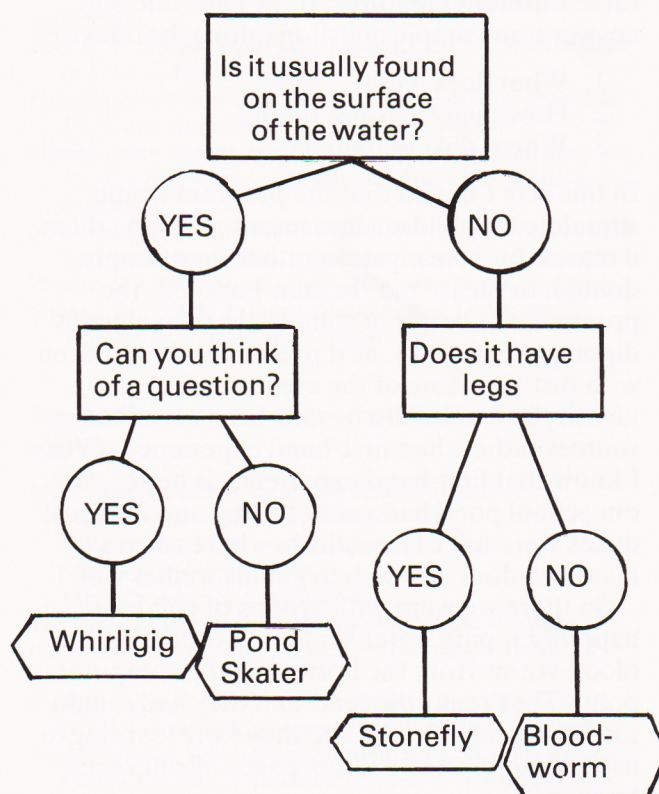 Is it usually found
on the surface
of the water?
YES
NO
Can you think
of a question?
Does it have
legs
YES
NO
YES
NO
Whirligig
Pond
Skater
Stonefly
Blood-
worm